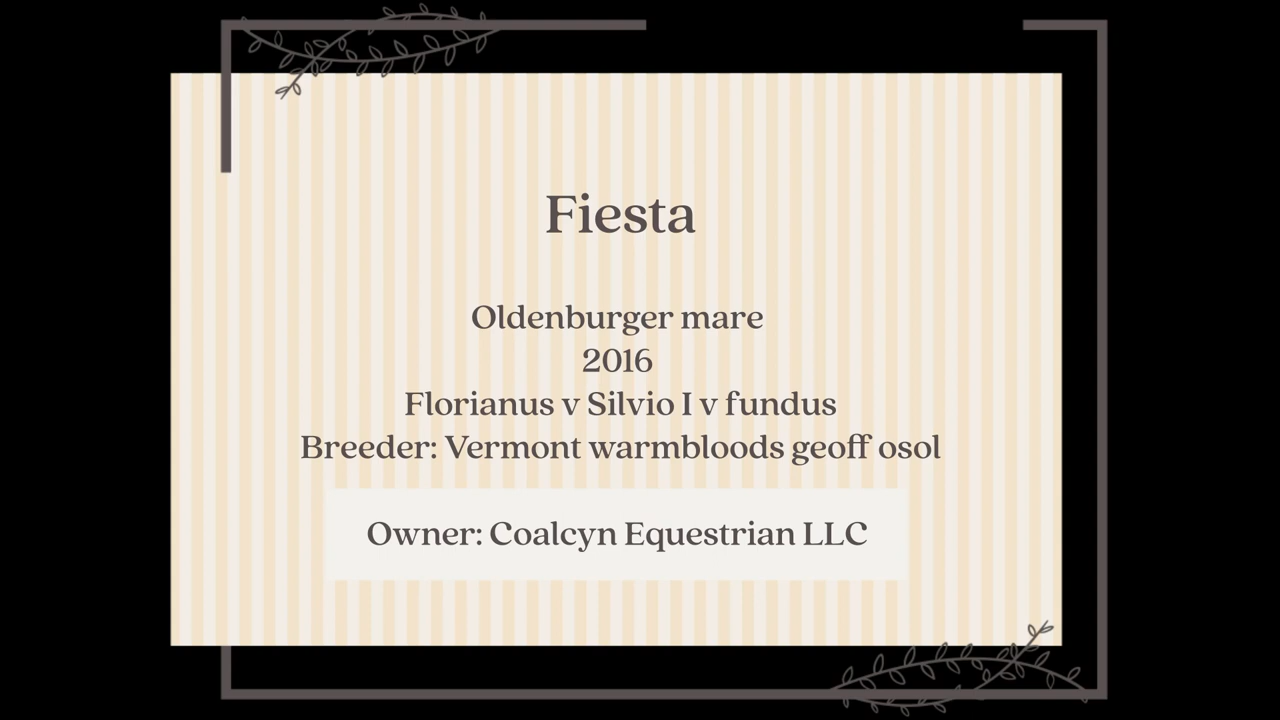 Fiesta
Oldenburger mare
2016
Florianus v Silvio I v fundus
Breeder: Vermont warmbloods geoff osol
Owner: Coalcyn Equestrian LLC